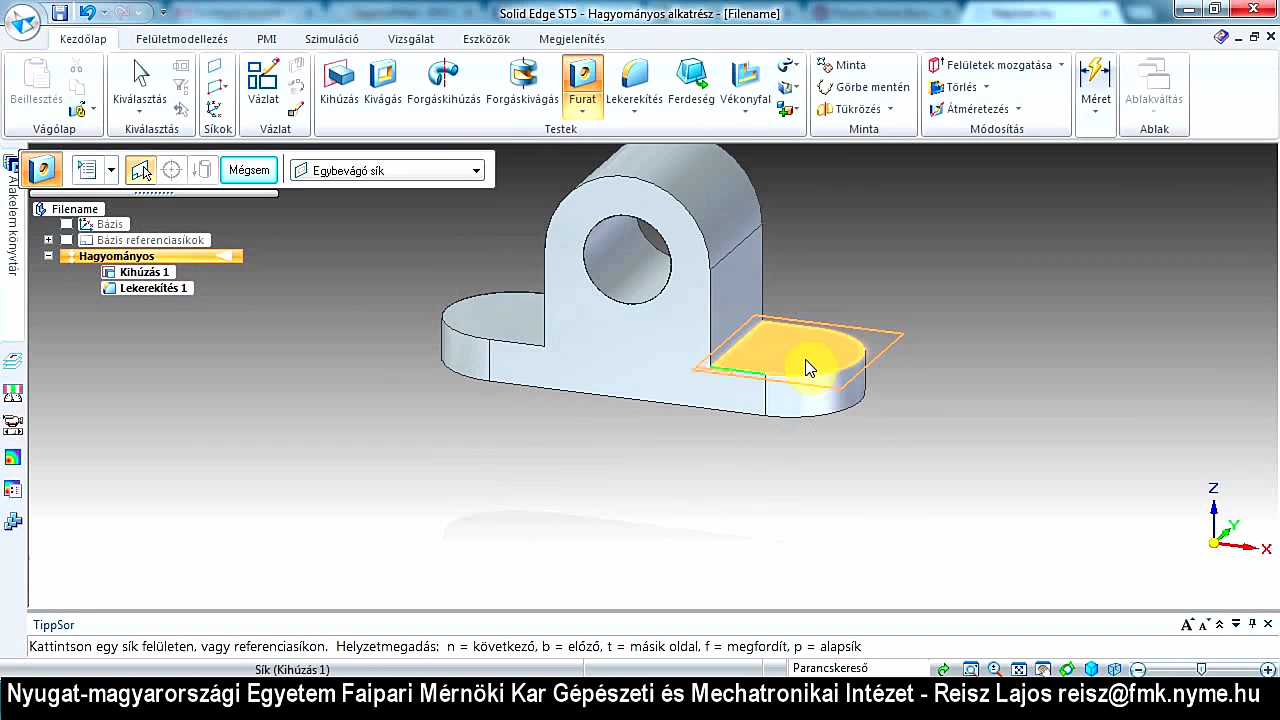 Solid Edge ST5 - Hagyományos alkatrész - [Filename]
Kezdőlap
Felületmodellezés
PMI
Szimuláció
Vizsgálat
Eszközök
Megjelenítés
Beillesztés
Kiválasztás
Vázlat
Kihúzás
Kivágás
Forgáskihúzás
Forgáskivágás
Furat
Lekerekítés
Ferdeség
Vékonyfal
Minta
Görbe mentén
Tükrözés
Felületek mozgatása
Törlés
Átméretezés
Méret
Ablakváltás
Vágólap
Kiválasztás
Síkok
Vázlat
Testek
Minta
Módosítás
Ablak
Mégsem
Egybevágó sík
Alakelem könyvtár
Filename
Bázis
Bázis referenciasíkok
Hagyományos
Kihúzás 1
Lekerekítés 1
Z
Y
X
TippSor
Kattintson egy sík felületen, vagy referenciasíkon. Helyzetmegadás: n = következő, b = előző, t = másik oldal, f = megfordít, p = alapsík
Sík (Kihúzás 1)
Parancskereső
Nyugat-magyarországi Egyetem Faipari Mérnöki Kar Gépészeti és Mechatronikai Intézet - Reisz Lajos reisz@fmk.nyme.hu